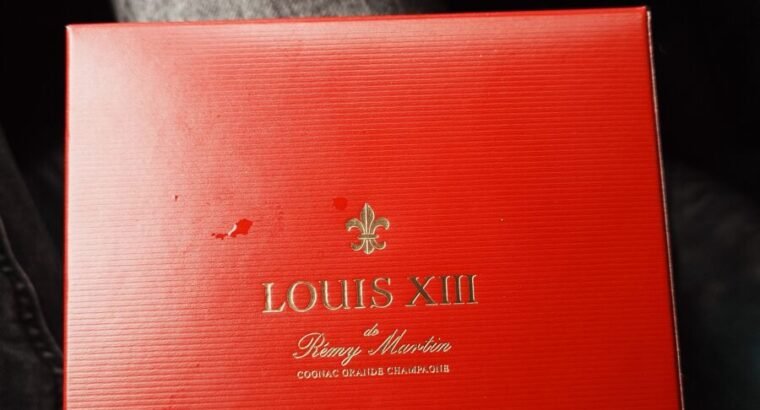 LOUIS XIII
de
Rémy Martin
COGNAC GRANDE CHAMPAGNE